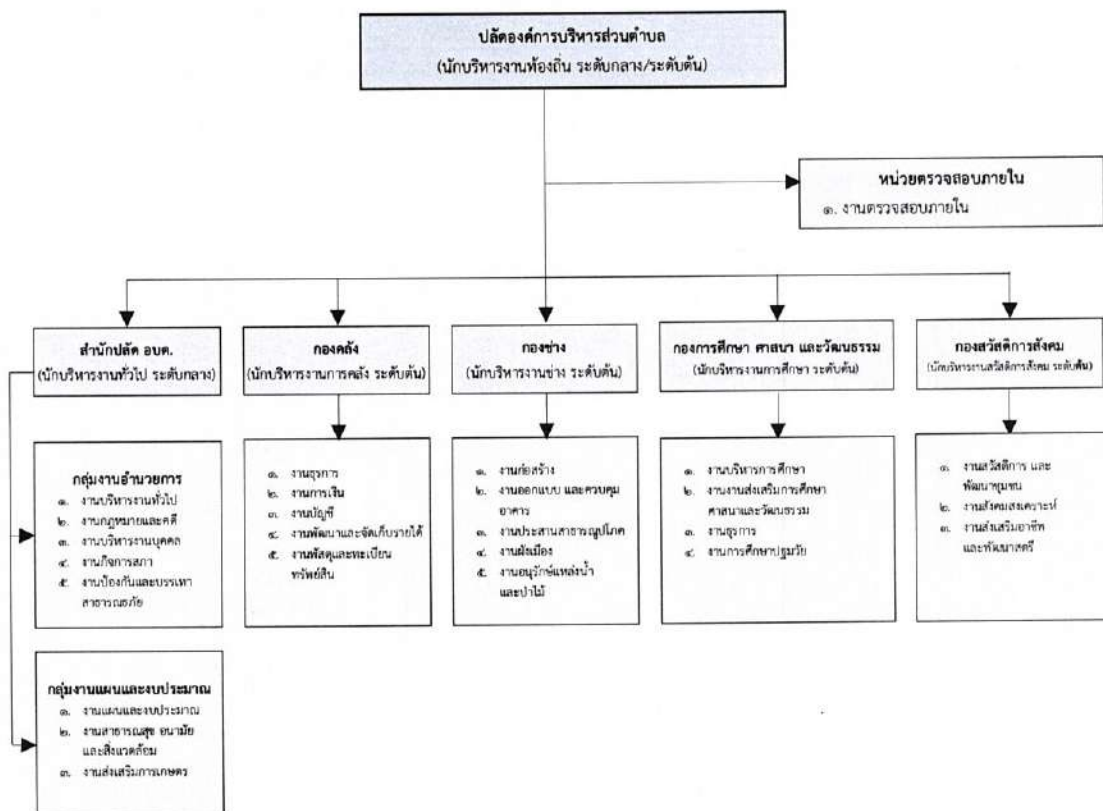 ปลัดองค์การบริหารส่วนตำบล
(นักบริหารงานท้องถิ่น ระดับกลาง/ระดับต้น)
หน่วยตรวจสอบภายใน
๑. งานตรวจสอบภายใน
สำนักปลัด อบต.
(นักบริหารงานทั่วไป ระดับกลาง)
กองคลัง
(นักบริหารงานการคลัง ระดับต้น)
กองช่าง
(นักบริหารงานช่าง ระดับต้น)
กองการศึกษา ศาสนา และวัฒนธรรม
(นักบริหารงานการศึกษา ระดับต้น)
กองสวัสดิการสังคม
(นักบริหารงานสวัสดิการสังคม ระดับต้น)
กลุ่มงานอำนวยการ
๑. งานบริหารงานทั่วไป
๒. งานกฎหมายและคดี
๓. งานบริหารงานบุคคล
๔. งานกิจการสภา
๕. งานป้องกันและบรรเทา
สาธารณธภัย
๑. งานธุรการ
๒. งานการเงิน
๓. งานบัญชี
๔. งานพัฒนาและจัดเก็บรายได้
๕. งานพัสดุและทะเบียน
ทรัพย์สิน
๑. งานก่อสร้าง
๒. งานออกแบบ และควบคุม
อาคาร
๓. งานประสานสาธารณูปโภค
๔. งานผังเมือง
๕. งานอนุรักษ์แหล่งน้ำ
และป่าไม้
๑. งานบริหารการศึกษา
๒. งานงานส่งเสริมการศึกษา
ศาสนาและวัฒนธรรม
๓. งานธุรการ
๔. งานการศึกษาปฐมวัย
๑. งานสวัสดิการ และ
พัฒนาชุมชน
๒. งานสังคมสงเคราะห์
๓. งานส่งเสริมอาชีพ
และพัฒนาสตรี
กลุ่มงานแผนและงบประมาณ
๑. งานแผนและงบประมาณ
๒. งานสาธารณสุข อนามัย
และสิ่งแวดล้อม
๓. งานส่งเสริมการเกษตร